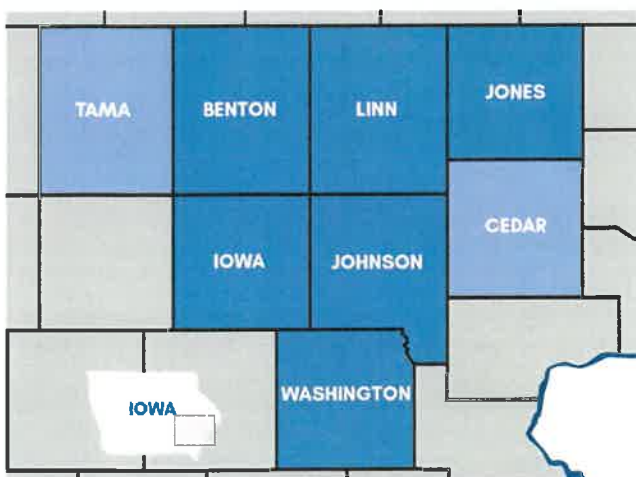 TAMA
BENTON
LINN
JONES
CEDAR
IOWA
JOHNSON
WASHINGTON
IOWA